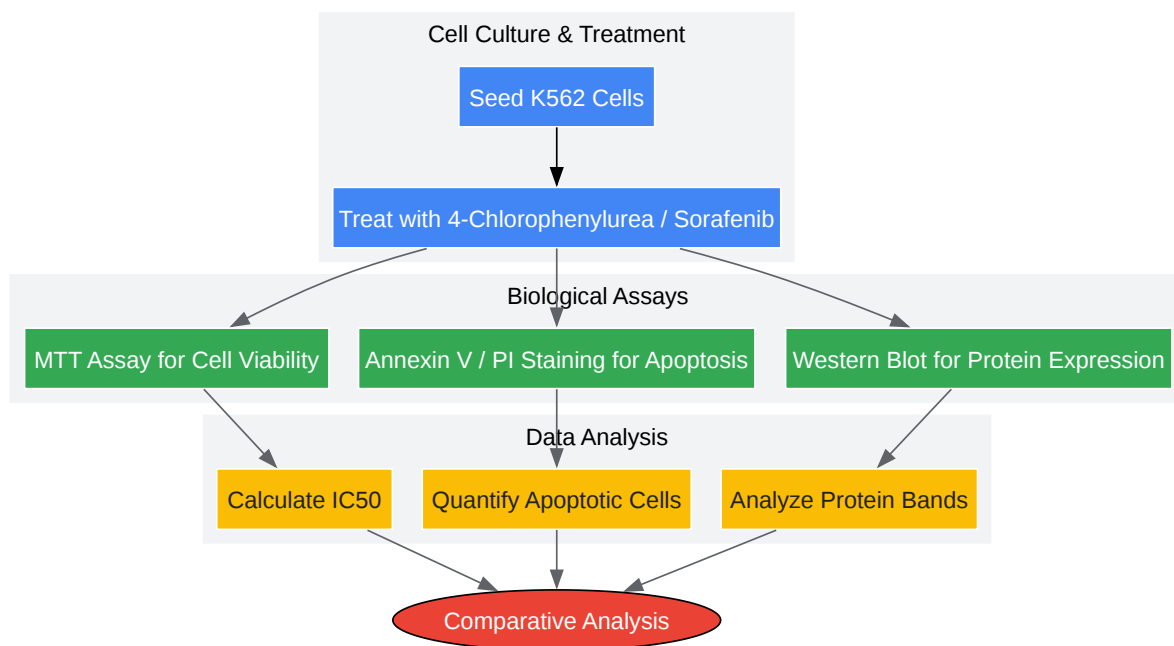 Cell Culture & Treatment
Seed K562 Cells
Treat with 4-Chlorophenylurea / Sorafenib
Biological Assays
MTT Assay for Cell Viability
Annexin V / PI Staining for Apoptosis
Western Blot for Protein Expression
Data Analysis
Calculate IC50
Quantify Apoptotic Cells
Analyze Protein Bands
Comparative Analysis